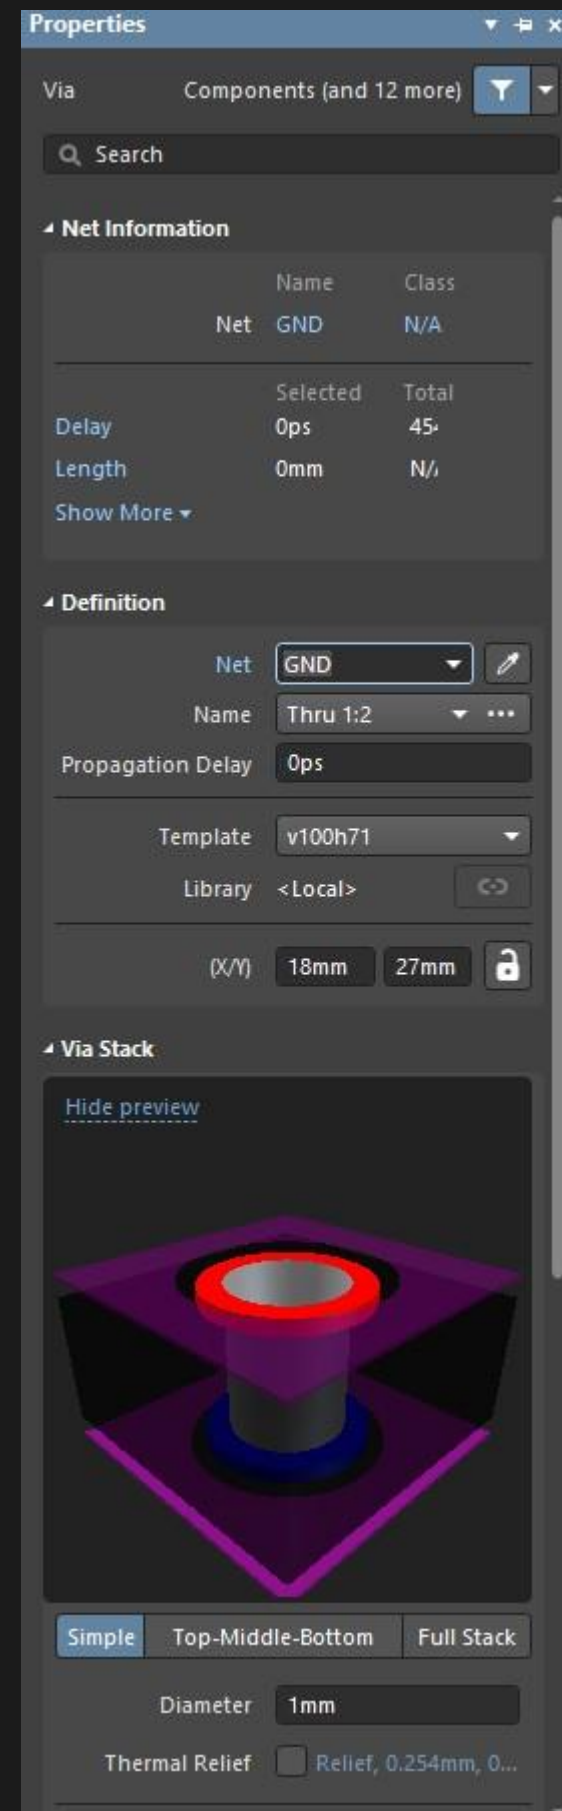 Properties
Via Components (and 12 more)
Search
Net Information
Name Class
Net GND N/A
Selected Total
Delay 0ps 45
Length 0mm N/
Show More
Definition
Net GND
Name Thru 1:2 ...
Propagation Delay 0ps
Template v100h71
Library <Local>
(X/Y) 18mm 27mm
Via Stack
Hide preview
Simple Top-Middle-Bottom Full Stack
Diameter 1mm
Thermal Relief Relief, 0.254mm, 0...